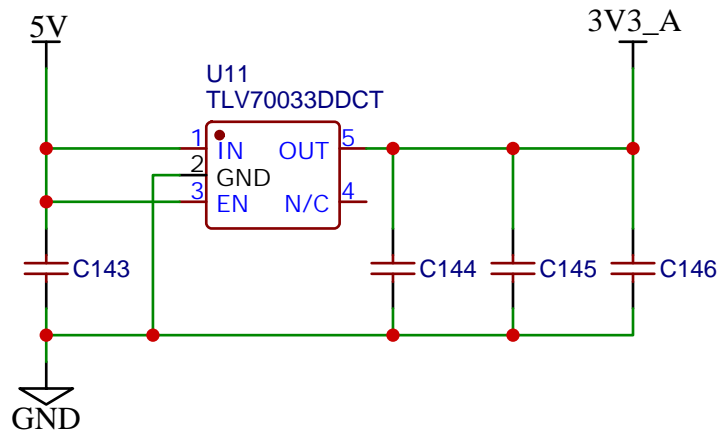 5V
3V3_A
U11
TLV70033DDCT
1 IN OUT 5
2 GND
3 EN N/C 4
C143
C144
C145
C146
GND